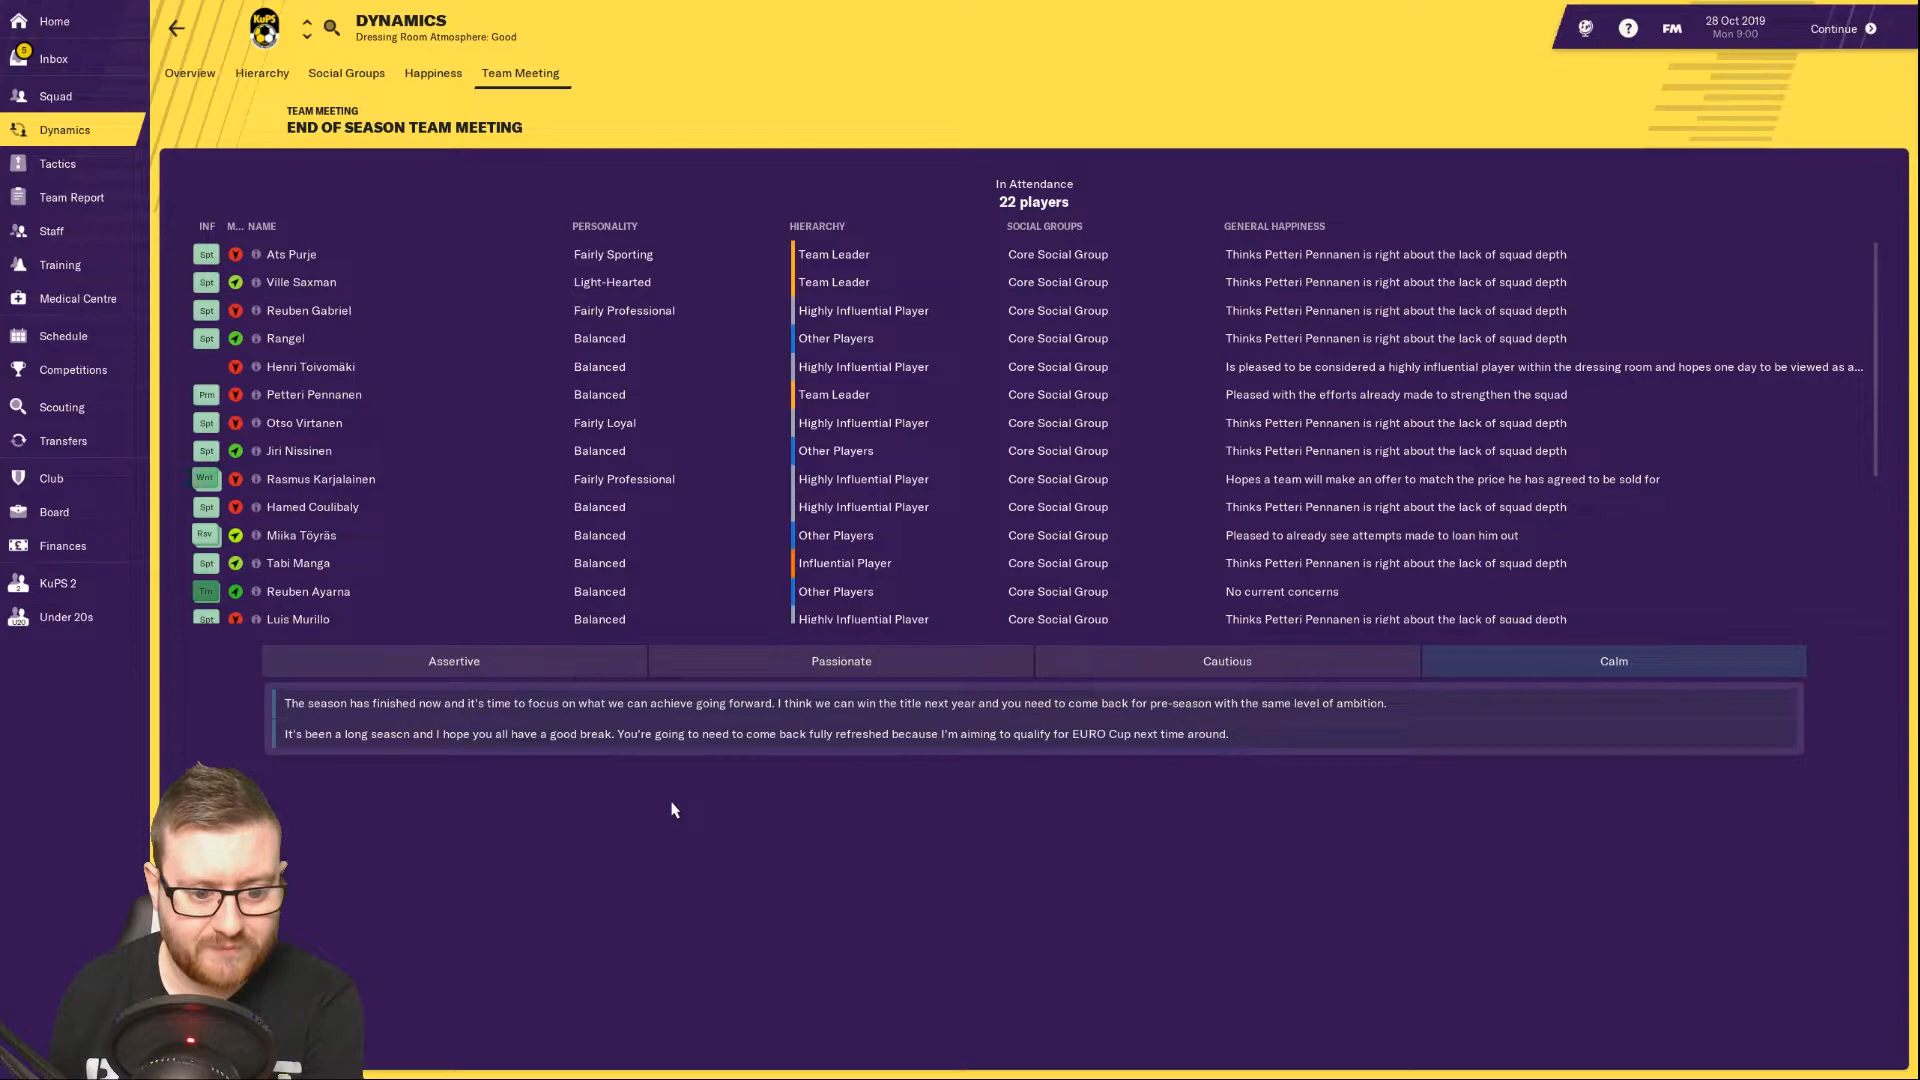 Home
Inbox
5
Squad
Dynamics
Tactics
Team Report
Staff
Training
Medical Centre
Schedule
Competitions
Scouting
Transfers
Club
Board
Finances
KuPS 2
2
Under 20s
U20
KuPS
DYNAMICS
Dressing Room Atmosphere: Good
?
FM
28 Oct 2019
Mon 9:00
Continue
Overview Hierarchy Social Groups Happiness Team Meeting
TEAM MEETING
END OF SEASON TEAM MEETING
In Attendance
22 players
INF M... NAME PERSONALITY HIERARCHY SOCIAL GROUPS GENERAL HAPPINESS
Spt Ats Purje Fairly Sporting Team Leader Core Social Group Thinks Petteri Pennanen is right about the lack of squad depth
Spt Ville Saxman Light-Hearted Team Leader Core Social Group Thinks Petteri Pennanen is right about the lack of squad depth
Spt Reuben Gabriel Fairly Professional Highly Influential Player Core Social Group Thinks Petteri Pennanen is right about the lack of squad depth
Spt Rangel Balanced Other Players Core Social Group Thinks Petteri Pennanen is right about the lack of squad depth
Henri Toivomäki Balanced Highly Influential Player Core Social Group Is pleased to be considered a highly influential player within the dressing room and hopes one day to be viewed as a...
Prm Petteri Pennanen Balanced Team Leader Core Social Group Pleased with the efforts already made to strengthen the squad
Spt Otso Virtanen Fairly Loyal Highly Influential Player Core Social Group Thinks Petteri Pennanen is right about the lack of squad depth
Spt Jiri Nissinen Balanced Other Players Core Social Group Thinks Petteri Pennanen is right about the lack of squad depth
Wnt Rasmus Karjalainen Fairly Professional Highly Influential Player Core Social Group Hopes a team will make an offer to match the price he has agreed to be sold for
Spt Hamed Coulibaly Balanced Highly Influential Player Core Social Group Thinks Petteri Pennanen is right about the lack of squad depth
Rsv Miika Töyräs Balanced Other Players Core Social Group Pleased to already see attempts made to loan him out
Spt Tabi Manga Balanced Influential Player Core Social Group Thinks Petteri Pennanen is right about the lack of squad depth
Trn Reuben Ayarna Balanced Other Players Core Social Group No current concerns
Spt Luis Murillo Balanced Highly Influential Player Core Social Group Thinks Petteri Pennanen is right about the lack of squad depth
Assertive Passionate Cautious Calm
The season has finished now and it's time to focus on what we can achieve going forward. I think we can win the title next year and you need to come back for pre-season with the same level of ambition.
It's been a long season and I hope you all have a good break. You're going to need to come back fully refreshed because I'm aiming to qualify for EURO Cup next time around.